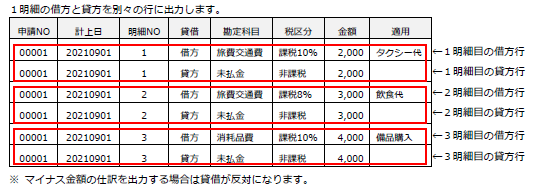 １明細の借方と貸方を別々の行に出力します。
申請NO 計上日 明細NO 貸借 勘定科目 税区分 金額 適用
00001 20210901 1 借方 旅費交通費 課税10% 2,000 タクシー代 ←１明細目の借方行
00001 20210901 1 貸方 未払金 非課税 2,000 ←１明細目の貸方行
00001 20210901 2 借方 旅費交通費 課税8% 3,000 飲食代 ←２明細目の借方行
00001 20210901 2 貸方 未払金 非課税 3,000 ←２明細目の貸方行
00001 20210901 3 借方 消耗品費 課税10% 4,000 備品購入 ←３明細目の借方行
00001 20210901 3 貸方 未払金 非課税 4,000 ←３明細目の貸方行
※ マイナス金額の仕訳を出力する場合は貸借が反対になります。